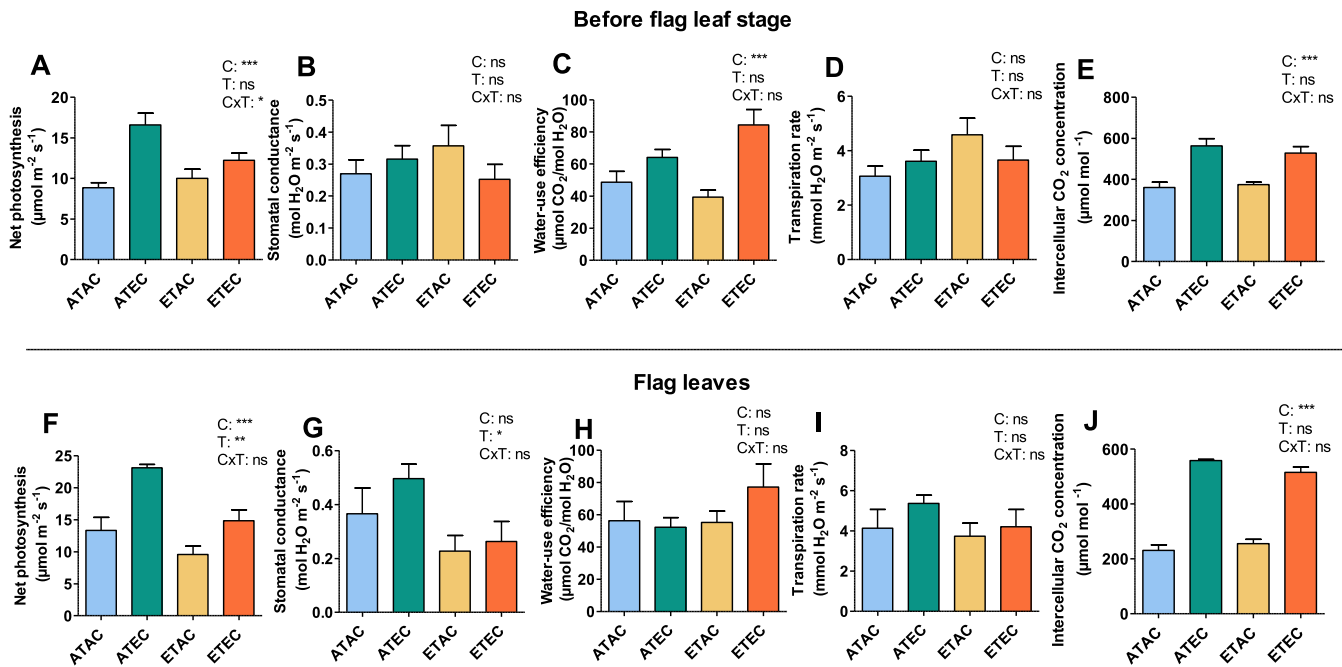 Before flag leaf stage
A
C: ***
T: ns
CxT: *
Net photosynthesis
(µmol m⁻² s⁻¹)
20
15
10
5
0
ATAC
ATEC
ETAC
ETEC
B
C: ns
T: ns
CxT: ns
Stomatal conductance
(mol H₂O m⁻² s⁻¹)
0.5
0.4
0.3
0.2
0.1
0.0
ATAC
ATEC
ETAC
ETEC
C
C: ***
T: ns
CxT: ns
Water-use efficiency
(µmol CO₂/mol H₂O)
100
80
60
40
20
0
ATAC
ATEC
ETAC
ETEC
D
C: ns
T: ns
CxT: ns
Transpiration rate
(mmol H₂O m⁻² s⁻¹)
6
4
2
0
ATAC
ATEC
ETAC
ETEC
E
C: ***
T: ns
CxT: ns
Intercellular CO₂ concentration
(µmol mol ⁻¹)
800
600
400
200
0
ATAC
ATEC
ETAC
ETEC
Flag leaves
F
C: ***
T: **
CxT: ns
Net photosynthesis
(µmol m⁻² s⁻¹)
25
20
15
10
5
0
ATAC
ATEC
ETAC
ETEC
G
C: ns
T: *
CxT: ns
Stomatal conductance
(mol H₂O m⁻² s⁻¹)
0.6
0.4
0.2
0.0
ATAC
ATEC
ETAC
ETEC
H
C: ns
T: ns
CxT: ns
Water-use efficiency
(µmol CO₂/mol H₂O)
100
80
60
40
20
0
ATAC
ATEC
ETAC
ETEC
I
C: ns
T: ns
CxT: ns
Transpiration rate
(mmol H₂O m⁻² s⁻¹)
8
6
4
2
0
ATAC
ATEC
ETAC
ETEC
J
C: ***
T: ns
CxT: ns
Intercellular CO₂ concentration
(µmol mol ⁻¹)
600
400
200
0
ATAC
ATEC
ETAC
ETEC